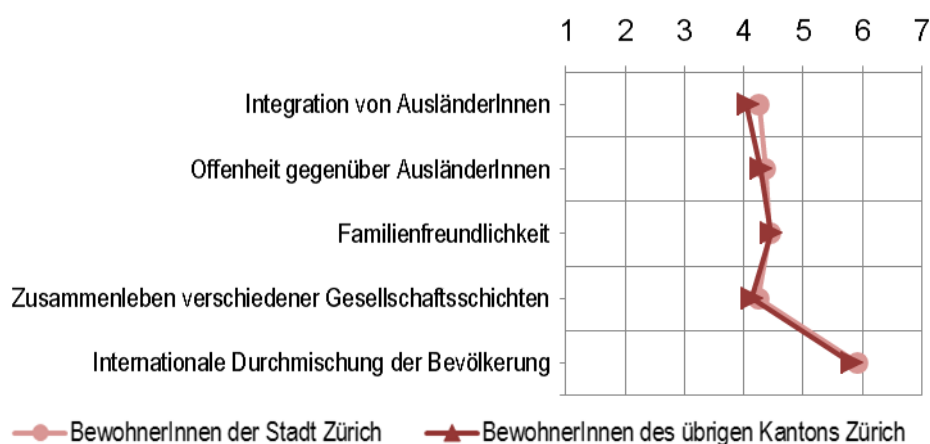 1 2 3 4 5 6 7
Integration von AusländerInnen
Offenheit gegenüber AusländerInnen
Familienfreundlichkeit
Zusammenleben verschiedener Gesellschaftsschichten
Internationale Durchmischung der Bevölkerung
BewohnerInnen der Stadt Zürich BewohnerInnen des übrigen Kantons Zürich